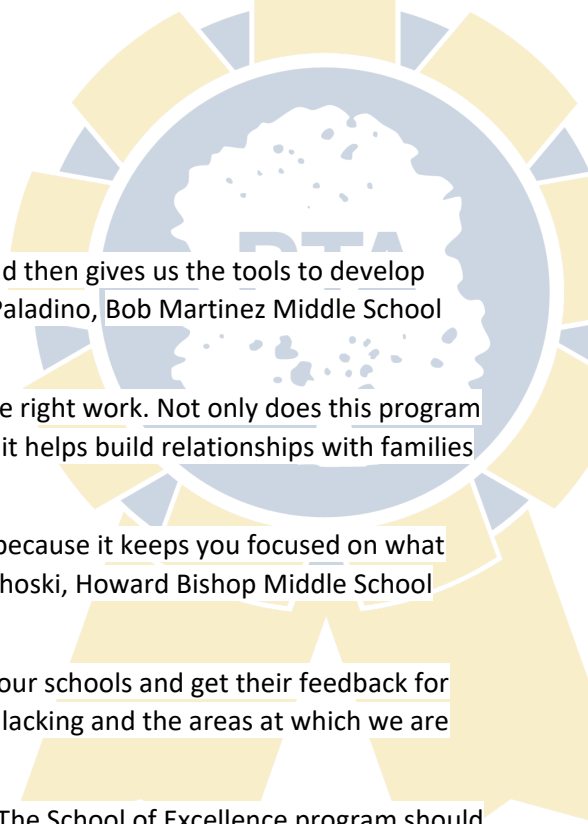 PTA
d then gives us the tools to develop
Paladino, Bob Martinez Middle School
e right work. Not only does this program
it helps build relationships with families
because it keeps you focused on what
hoski, Howard Bishop Middle School
our schools and get their feedback for
lacking and the areas at which we are
The School of Excellence program should